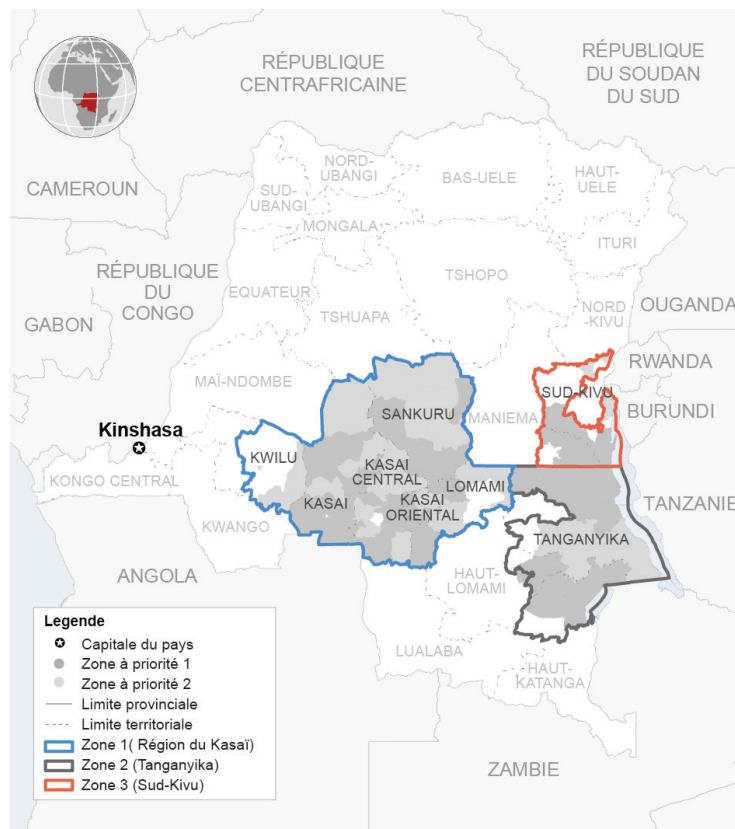 RÉPUBLIQUE
CENTRAFRICAINE
RÉPUBLIQUE
DU SOUDAN
DU SUD
CAMEROUN
NORD-
UBANGI
SUD-
UBANGI
BAS-UELE
HAUT-
UELE
MONGALA
ITURI
RÉPUBLIQUE
DU
CONGO
GABON
EQUATEUR
TSHOPO
TSHUAPA
NORD
-KIVU
OUGANDA
MAÏ-NDOMBE
RWANDA
SUD-KIVU
BURUNDI
SANKURU
MANIEMA
Kinshasa
KWILU
KASAI
CENTRAL
LOMAMI
KONGO CENTRAL
KASAI
KASAI
ORIENTAL
TANZANIE
KWANGO
TANGANYIKA
ANGOLA
HAUT-
LOMAMI
LUALABA
HAUT-
KATANGA
ZAMBIE
Legende
Capitale du pays
Zone à priorité 1
Zone à priorité 2
Limite provinciale
Limite territoriale
Zone 1( Région du Kasaï)
Zone 2 (Tanganyika)
Zone 3 (Sud-Kivu)